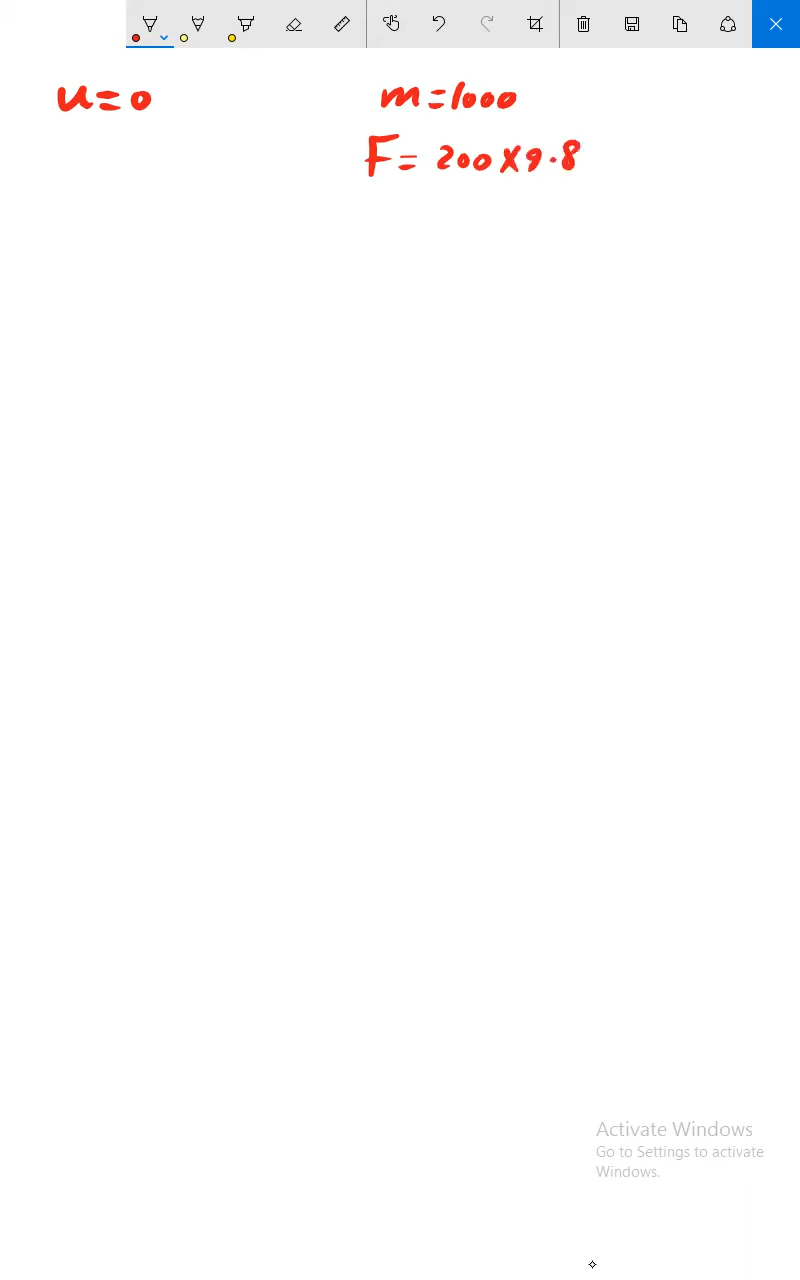 u=0 m=1000
F= 200×9.8
Activate Windows
Go to Settings to activate
Windows.